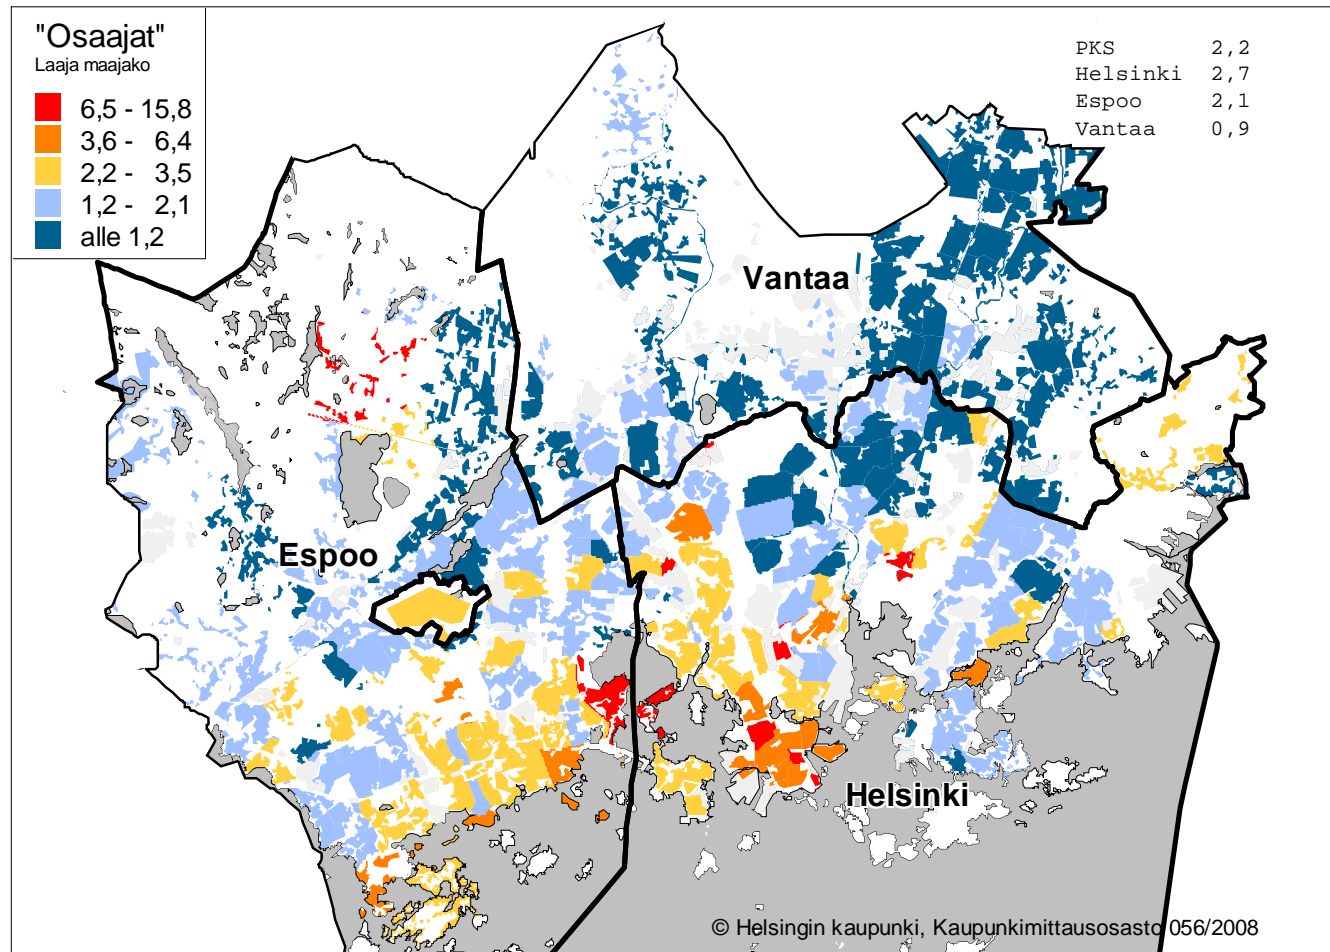 "Osaajat"
Laaja maajako
6,5 - 15,8
3,6 - 6,4
2,2 - 3,5
1,2 - 2,1
alle 1,2
PKS 2,2
Helsinki 2,7
Espoo 2,1
Vantaa 0,9
Vantaa
Espoo
Helsinki
© Helsingin kaupunki, Kaupunkimittausosasto 056/2008